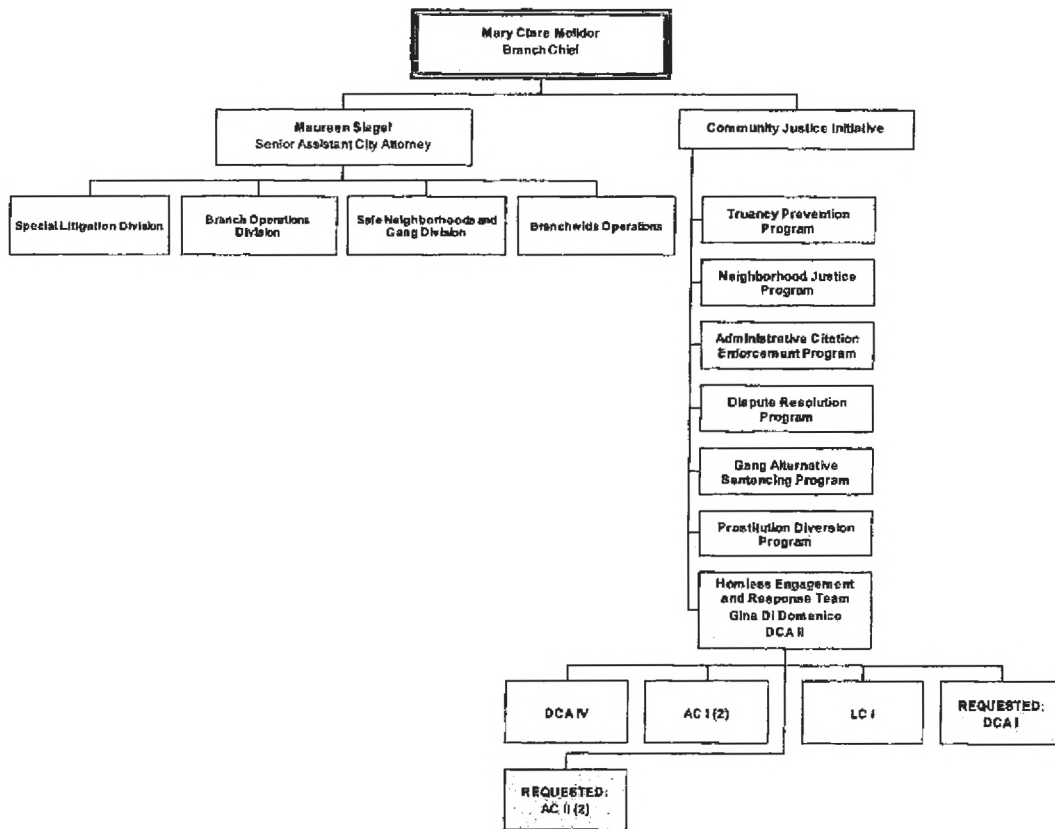 Mary Clare Molidor
Branch Chief
Maureen Siegel
Senior Assistant City Attorney
Community Justice Initiative
Special Litigation Division
Branch Operations
Division
Safe Neighborhoods and
Gang Division
Branchwide Operations
Truancy Prevention
Program
Neighborhood Justice
Program
Administrative Citation
Enforcement Program
Dispute Resolution
Program
Gang Alternative
Sentencing Program
Prostitution Diversion
Program
Homless Engagement
and Response Team
Gina Di Domenico
DCA II
DCA IV
AC I (2)
LC I
REQUESTED:
DCA I
REQUESTED:
AC II (2)